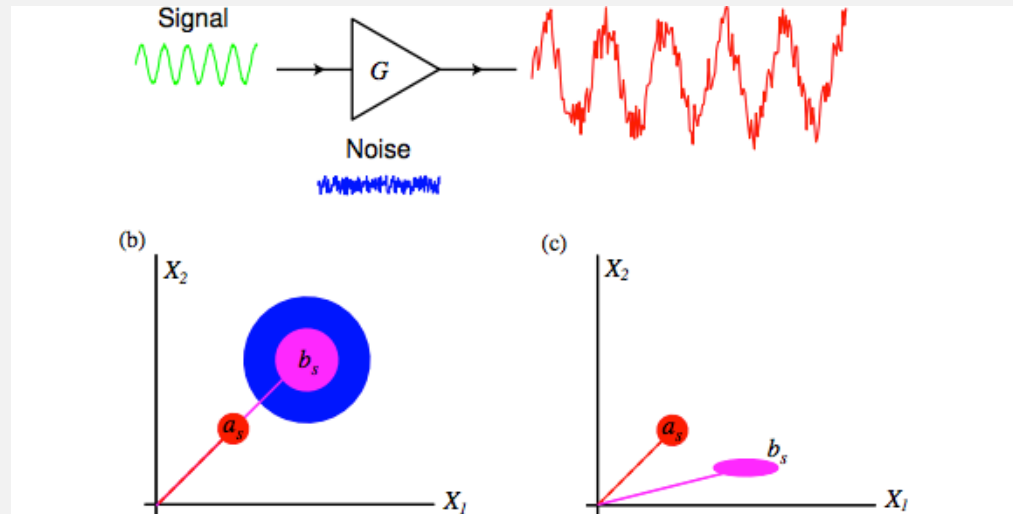 Signal
G
Noise
(b)
X₂
bₛ
aₛ
X₁
(c)
X₂
aₛ
bₛ
X₁